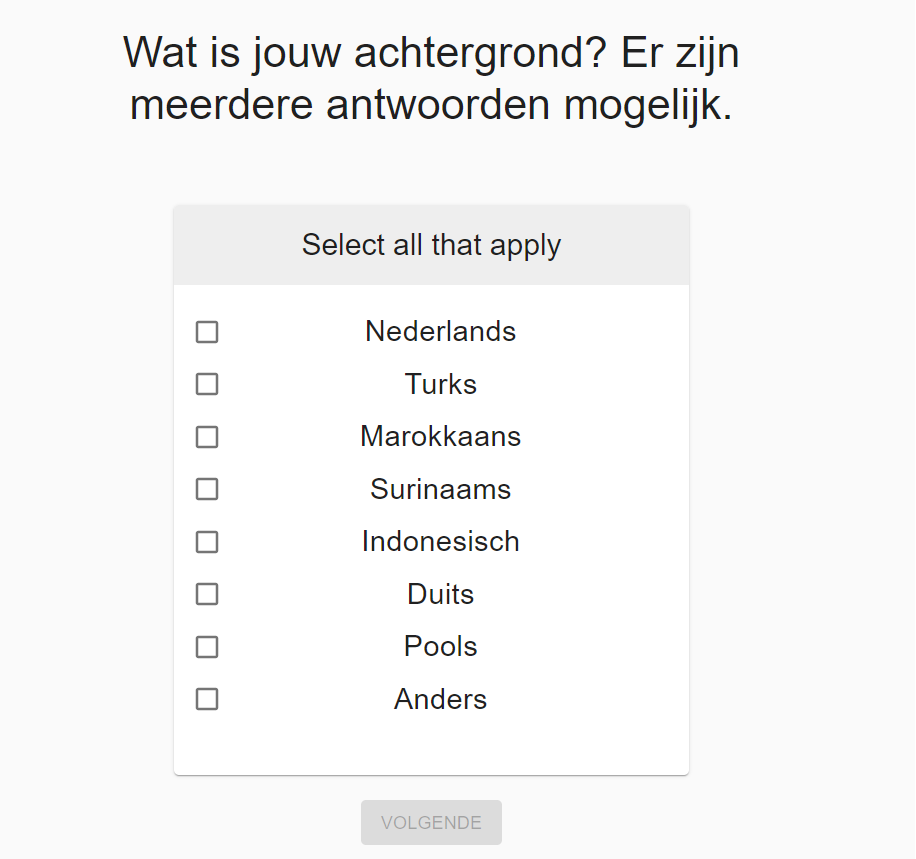 Wat is jouw achtergrond? Er zijn
meerdere antwoorden mogelijk.
Select all that apply
Nederlands
Turks
Marokkaans
Surinaams
Indonesisch
Duits
Pools
Anders
VOLGENDE